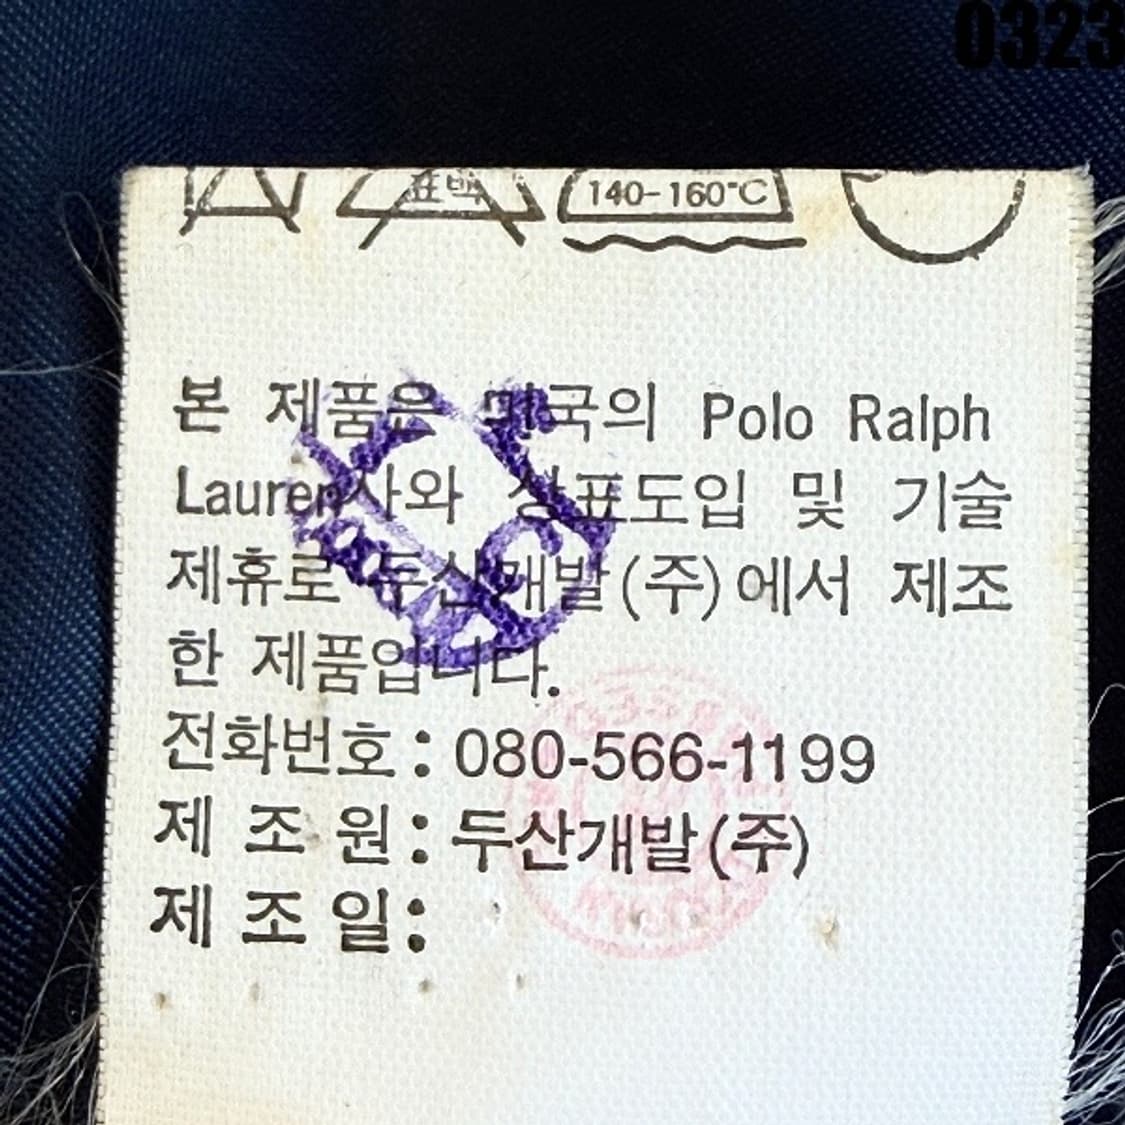 0323
표백 140-160°C
본 제품은 미국의 Polo Ralph
Lauren사와 상표도입 및 기술
제휴로 두산개발(주)에서 제조
한 제품입니다.
전화번호: 080-566-1199
제 조 원: 두산개발(주)
제 조 일: